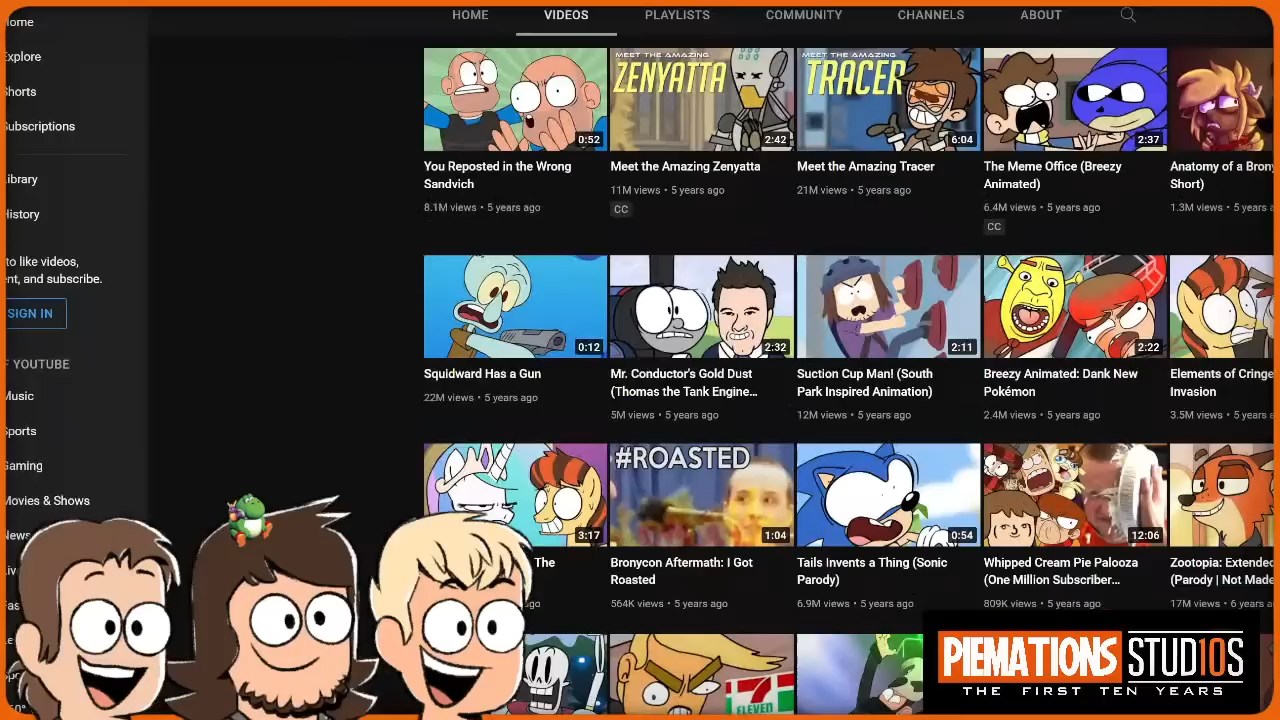 HOME
VIDEOS
PLAYLISTS
COMMUNITY
CHANNELS
ABOUT
Home
Explore
Shorts
Subscriptions
Library
History
to like videos,
SIGN IN
YOUTUBE
Music
Sports
Gaming
Movies & Shows
News
MEET THE AMAZING
ZENYATTA
MEET THE AMAZING
TRACER
0:52
2:42
6:04
2:37
You Reposted in the Wrong
Sandvich
8.1M views • 5 years ago
Meet the Amazing Zenyatta
11M views • 5 years ago
CC
Meet the Amazing Tracer
21M views • 5 years ago
The Meme Office (Breezy
Animated)
6.4M views • 5 years ago
CC
Anatomy of a Brony
Short)
1.3M views • 5 years a
0:12
2:32
2:11
2:22
Squidward Has a Gun
22M views • 5 years ago
Mr. Conductor's Gold Dust
(Thomas the Tank Engine...
5M views • 5 years ago
Suction Cup Man! (South
Park Inspired Animation)
12M views • 5 years ago
Breezy Animated: Dank New
Pokémon
2.4M views • 5 years ago
Elements of Cringe
Invasion
3.5M views • 5 years a
#ROASTED
3:17
1:04
0:54
12:06
The
ago
Bronycon Aftermath: I Got
Roasted
564K views • 5 years ago
Tails Invents a Thing (Sonic
Parody)
6.9M views • 5 years ago
Whipped Cream Pie Palooza
(One Million Subscriber...
809K views • 5 years ago
Zootopia: Extended
(Parody | Not Made
17M views • 6 years a
7
ELEVEN
PIEMATIONS STUD10S
THE FIRST TEN YEARS